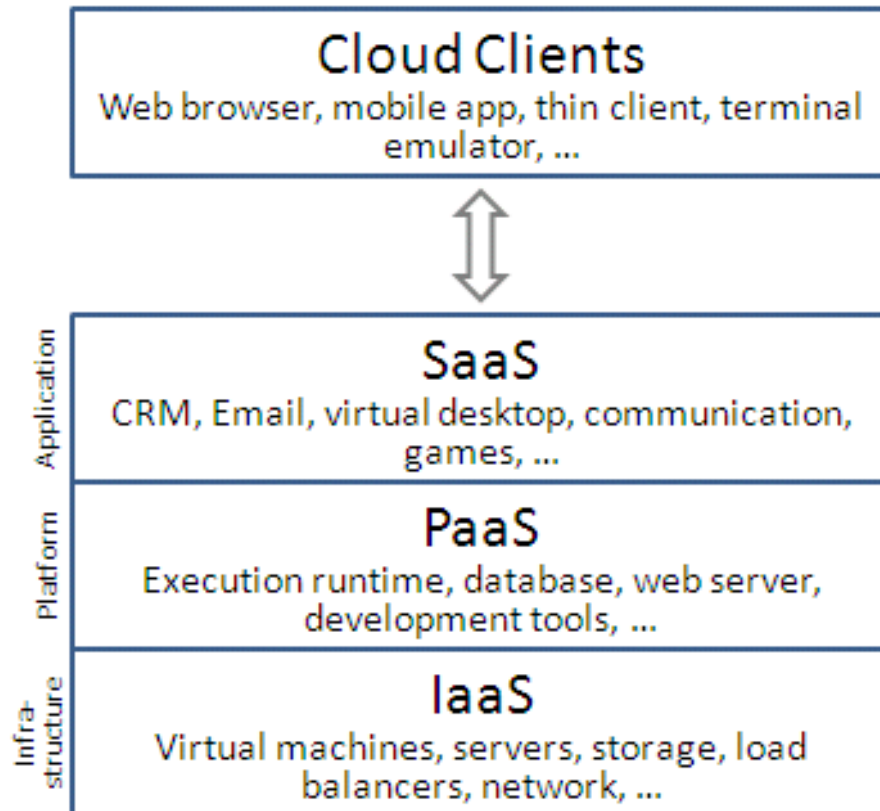 Cloud Clients
Web browser, mobile app, thin client, terminal
emulator, ...
Application
SaaS
CRM, Email, virtual desktop, communication,
games, ...
Platform
PaaS
Execution runtime, database, web server,
development tools, ...
Infra-
structure
IaaS
Virtual machines, servers, storage, load
balancers, network, ...